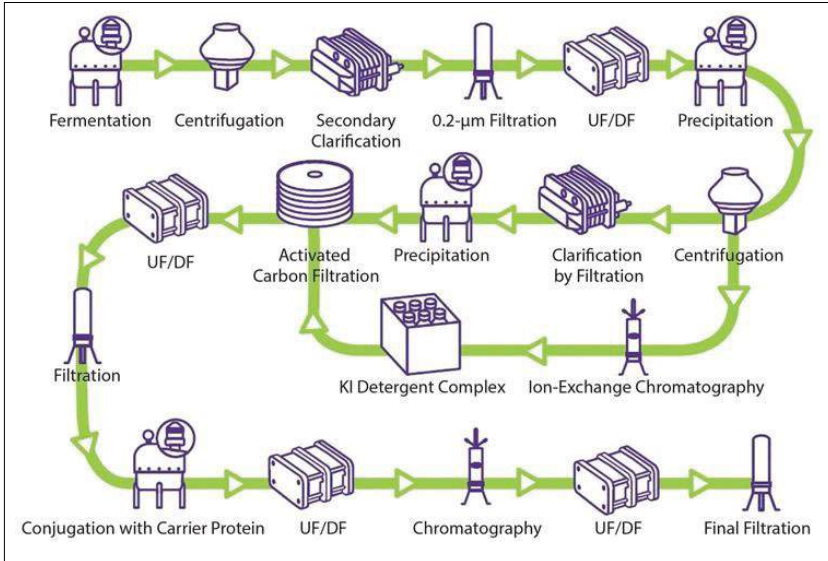 Fermentation
Centrifugation
Secondary
Clarification
0.2-μm Filtration
UF/DF
Precipitation
UF/DF
Activated
Carbon Filtration
Precipitation
Clarification
by Filtration
Centrifugation
Filtration
KI Detergent Complex
Ion-Exchange Chromatography
Conjugation with Carrier Protein
UF/DF
Chromatography
UF/DF
Final Filtration